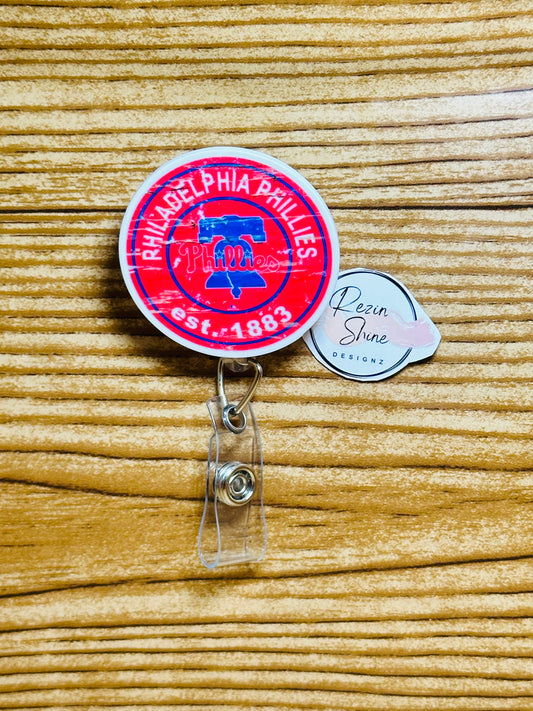 PHILADELPHIA PHILLIES
Phillies
est. 1883
Rezin
Shine
DESIGNZ